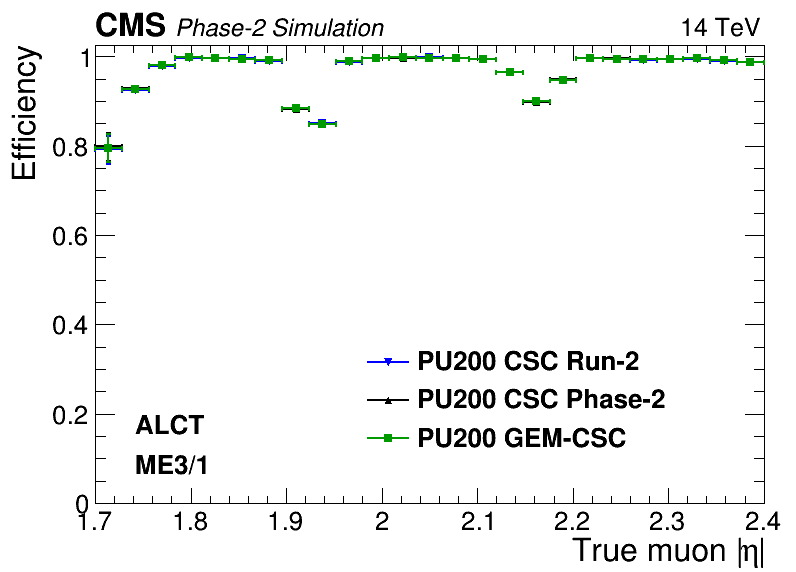 CMS Phase-2 Simulation 14 TeV
Efficiency
1
0.8
0.6
0.4
0.2
0
PU200 CSC Run-2
PU200 CSC Phase-2
PU200 GEM-CSC
ALCT
ME3/1
1.7 1.8 1.9 2 2.1 2.2 2.3 2.4
True muon |η|